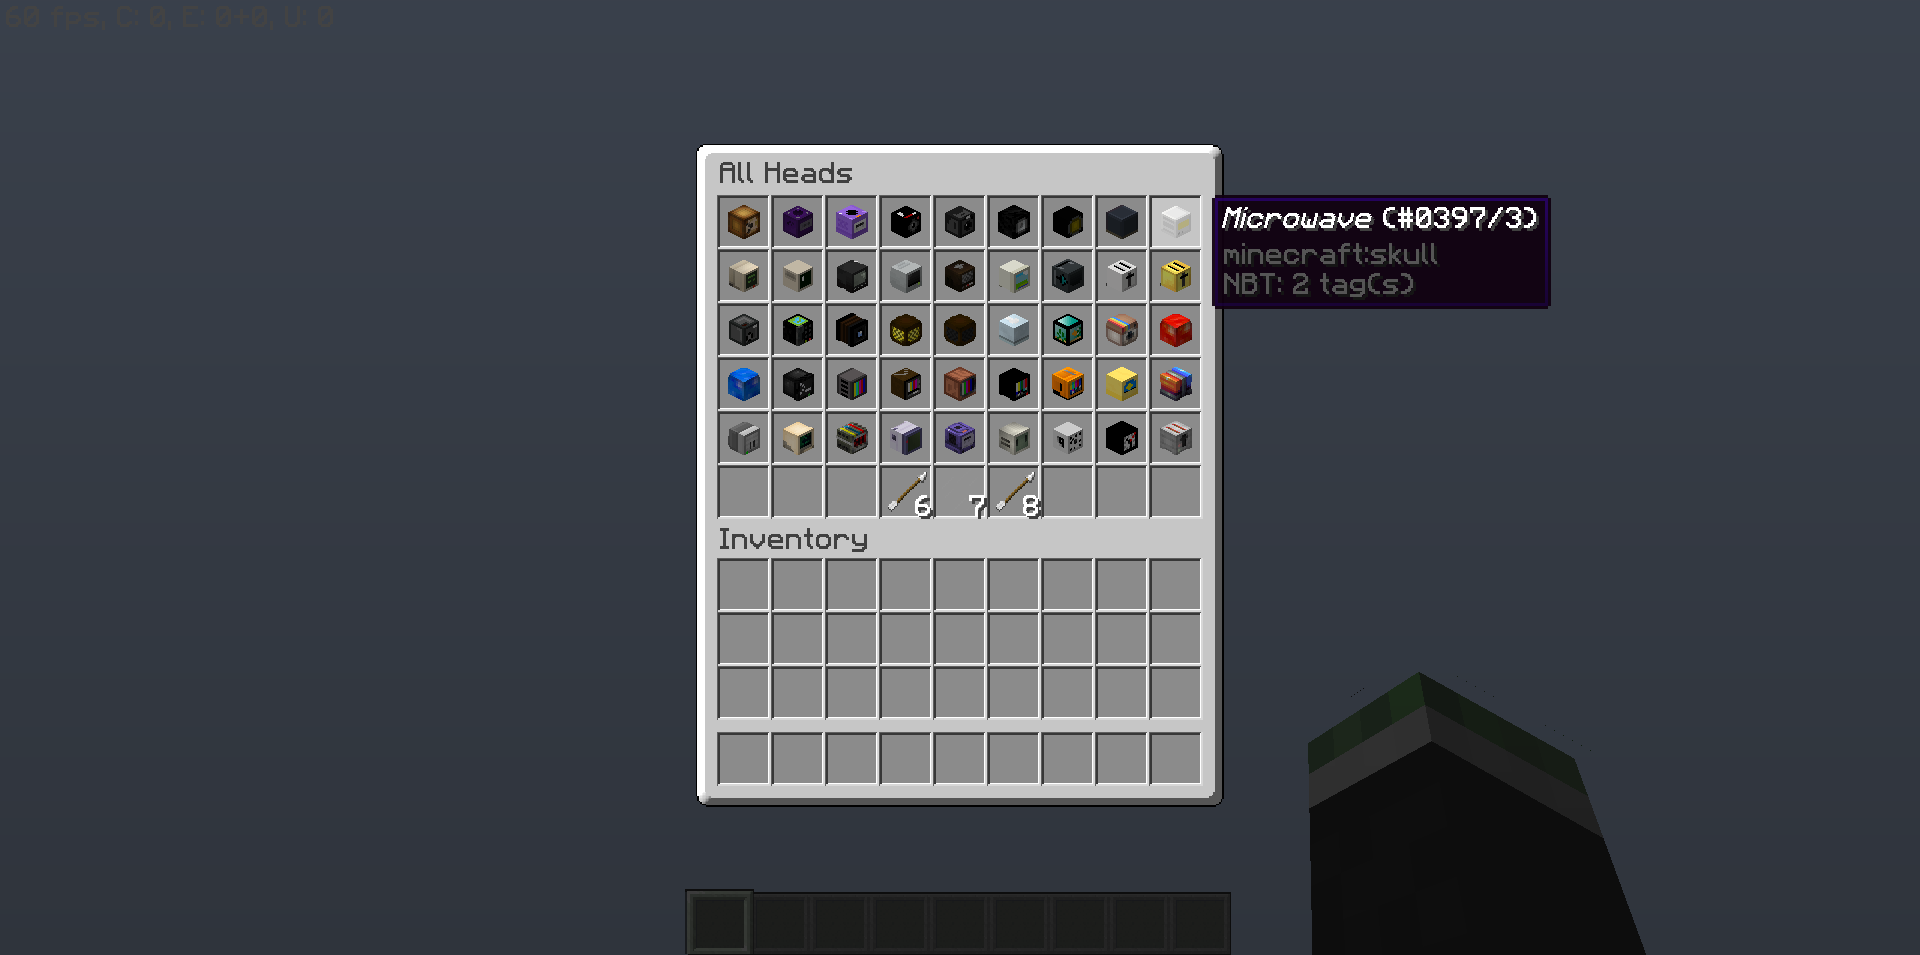 60 fps, C: 0, E: 0+0, U: 0
All Heads
Microwave (#0397/3)
minecraft:skull
NBT: 2 tag(s)
6 7 8
Inventory